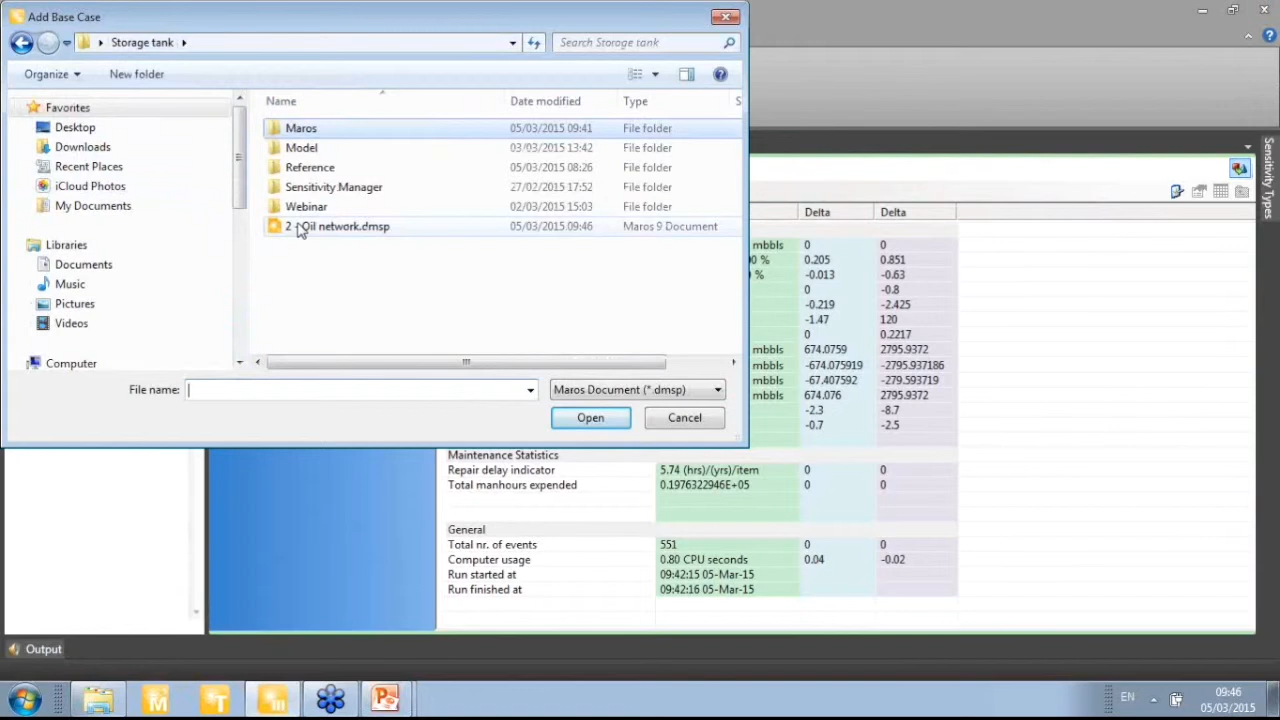 Add Base Case
Storage tank
Search Storage tank
Organize
New folder
Name
Date modified
Type
S
Favorites
Desktop
Downloads
Recent Places
iCloud Photos
My Documents
Libraries
Documents
Music
Pictures
Videos
Computer
Maros 05/03/2015 09:41 File folder
Model 03/03/2015 13:42 File folder
Reference 05/03/2015 08:26 File folder
Sensitivity Manager 27/02/2015 17:52 File folder
Webinar 02/03/2015 15:03 File folder
2 - Oil network.dmsp 05/03/2015 09:46 Maros 9 Document
File name:
Maros Document (*.dmsp)
Open
Cancel
Sensitivity Types
Delta Delta
mbbls 0 0
% 0.205 0.851
% -0.013 -0.63
0 -0.8
-0.219 -2.425
-1.47 120
0 0.2217
mbbls 674.0759 2795.9372
mbbls -674.075919 -2795.937186
mbbls -67.407592 -279.593719
mbbls 674.076 2795.9372
-2.3 -8.7
-0.7 -2.5
Maintenance Statistics
Repair delay indicator 5.74 (hrs)/(yrs)/item 0 0
Total manhours expended 0.1976322946E+05 0 0
General
Total nr. of events 551 0 0
Computer usage 0.80 CPU seconds 0.04 -0.02
Run started at 09:42:15 05-Mar-15
Run finished at 09:42:16 05-Mar-15
Output
EN
09:46
05/03/2015